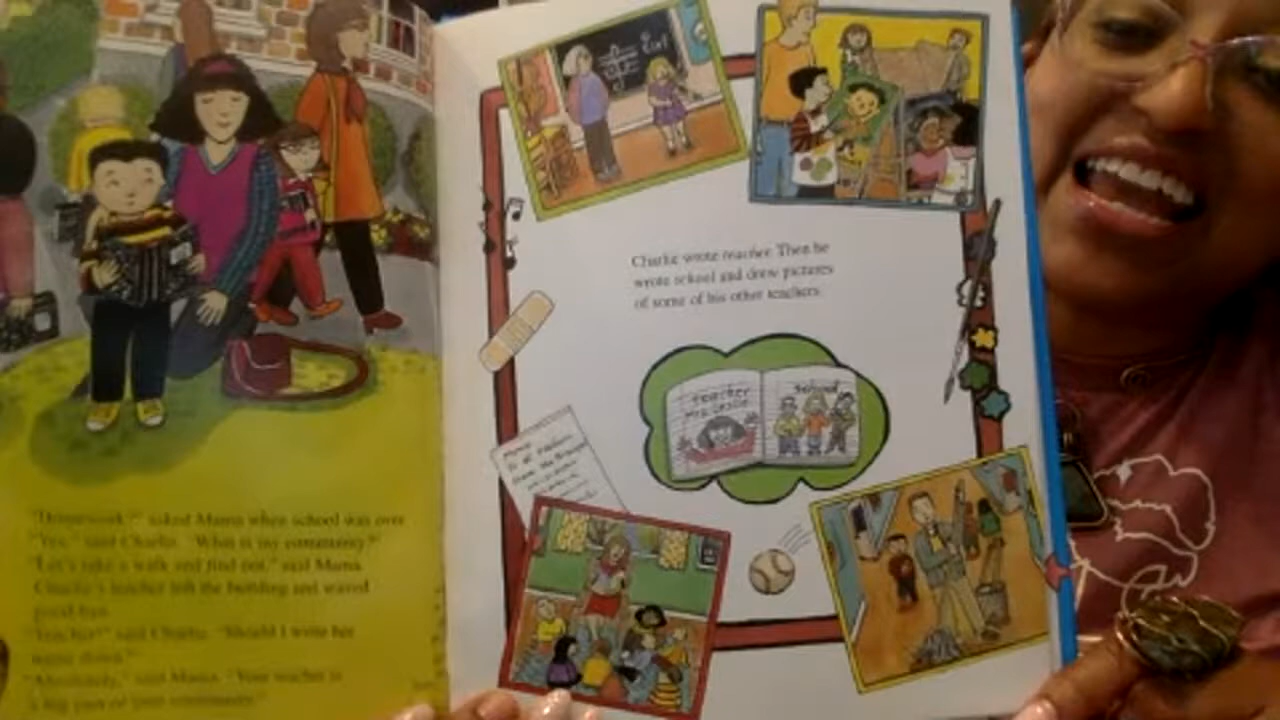 "Homework?" asked Mama when school was over.
"Yes," said Charlie. "What is my community?"
"Let's take a walk and find out," said Mama.
Charlie's teacher left the building and waved
good-bye.
"Teacher?" said Charlie. "Should I write her
name down?"
"Absolutely," said Mama. "Your teacher is
a big part of your community."
Charlie wrote teacher. Then he
wrote school and drew pictures
of some of his other teachers.
teacher
Mrs.
School